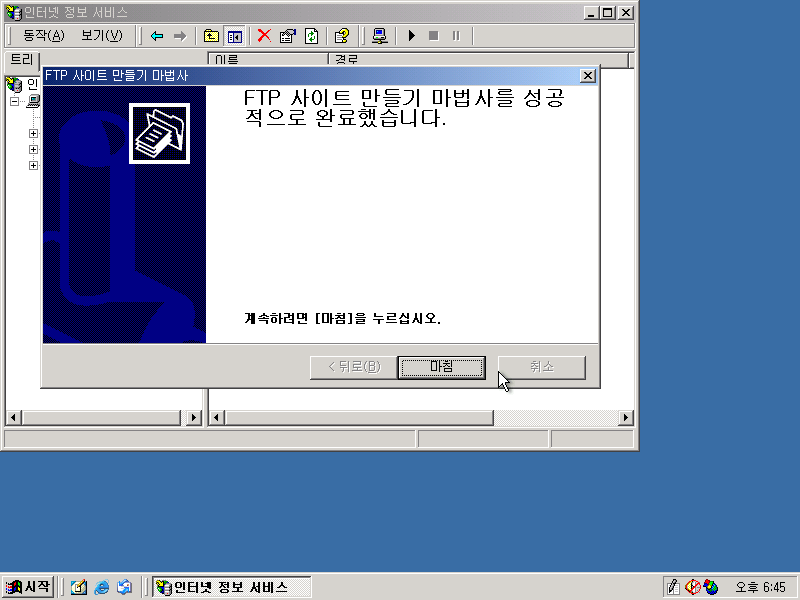 인터넷 정보 서비스
동작(A) 보기(V)
트리
이름 경로
FTP 사이트 만들기 마법사
인
FTP 사이트 만들기 마법사를 성공
적으로 완료했습니다.
계속하려면 [마침]을 누르십시오.
< 뒤로(B) 마침 취소
시작 인터넷 정보 서비스 오후 6:45